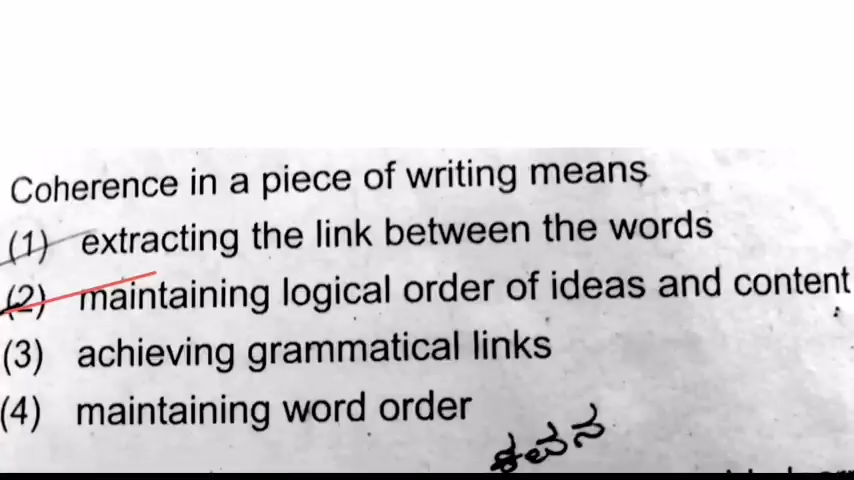 Coherence in a piece of writing means
(1) extracting the link between the words
(2) maintaining logical order of ideas and content
(3) achieving grammatical links
(4) maintaining word order
ಕವನ